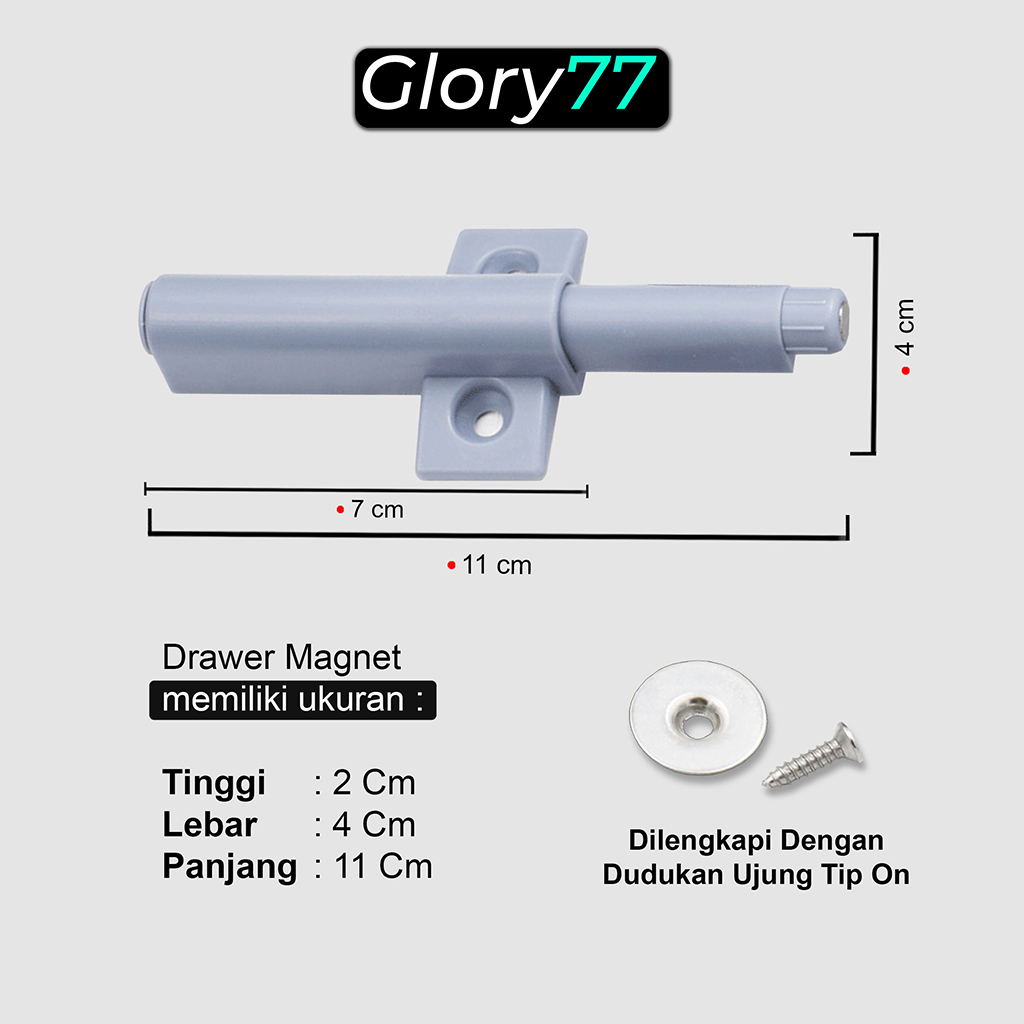 Glory77
4 cm
7 cm
11 cm
Drawer Magnet
memiliki ukuran :
Tinggi : 2 Cm
Lebar : 4 Cm
Panjang : 11 Cm
Dilengkapi Dengan
Dudukan Ujung Tip On